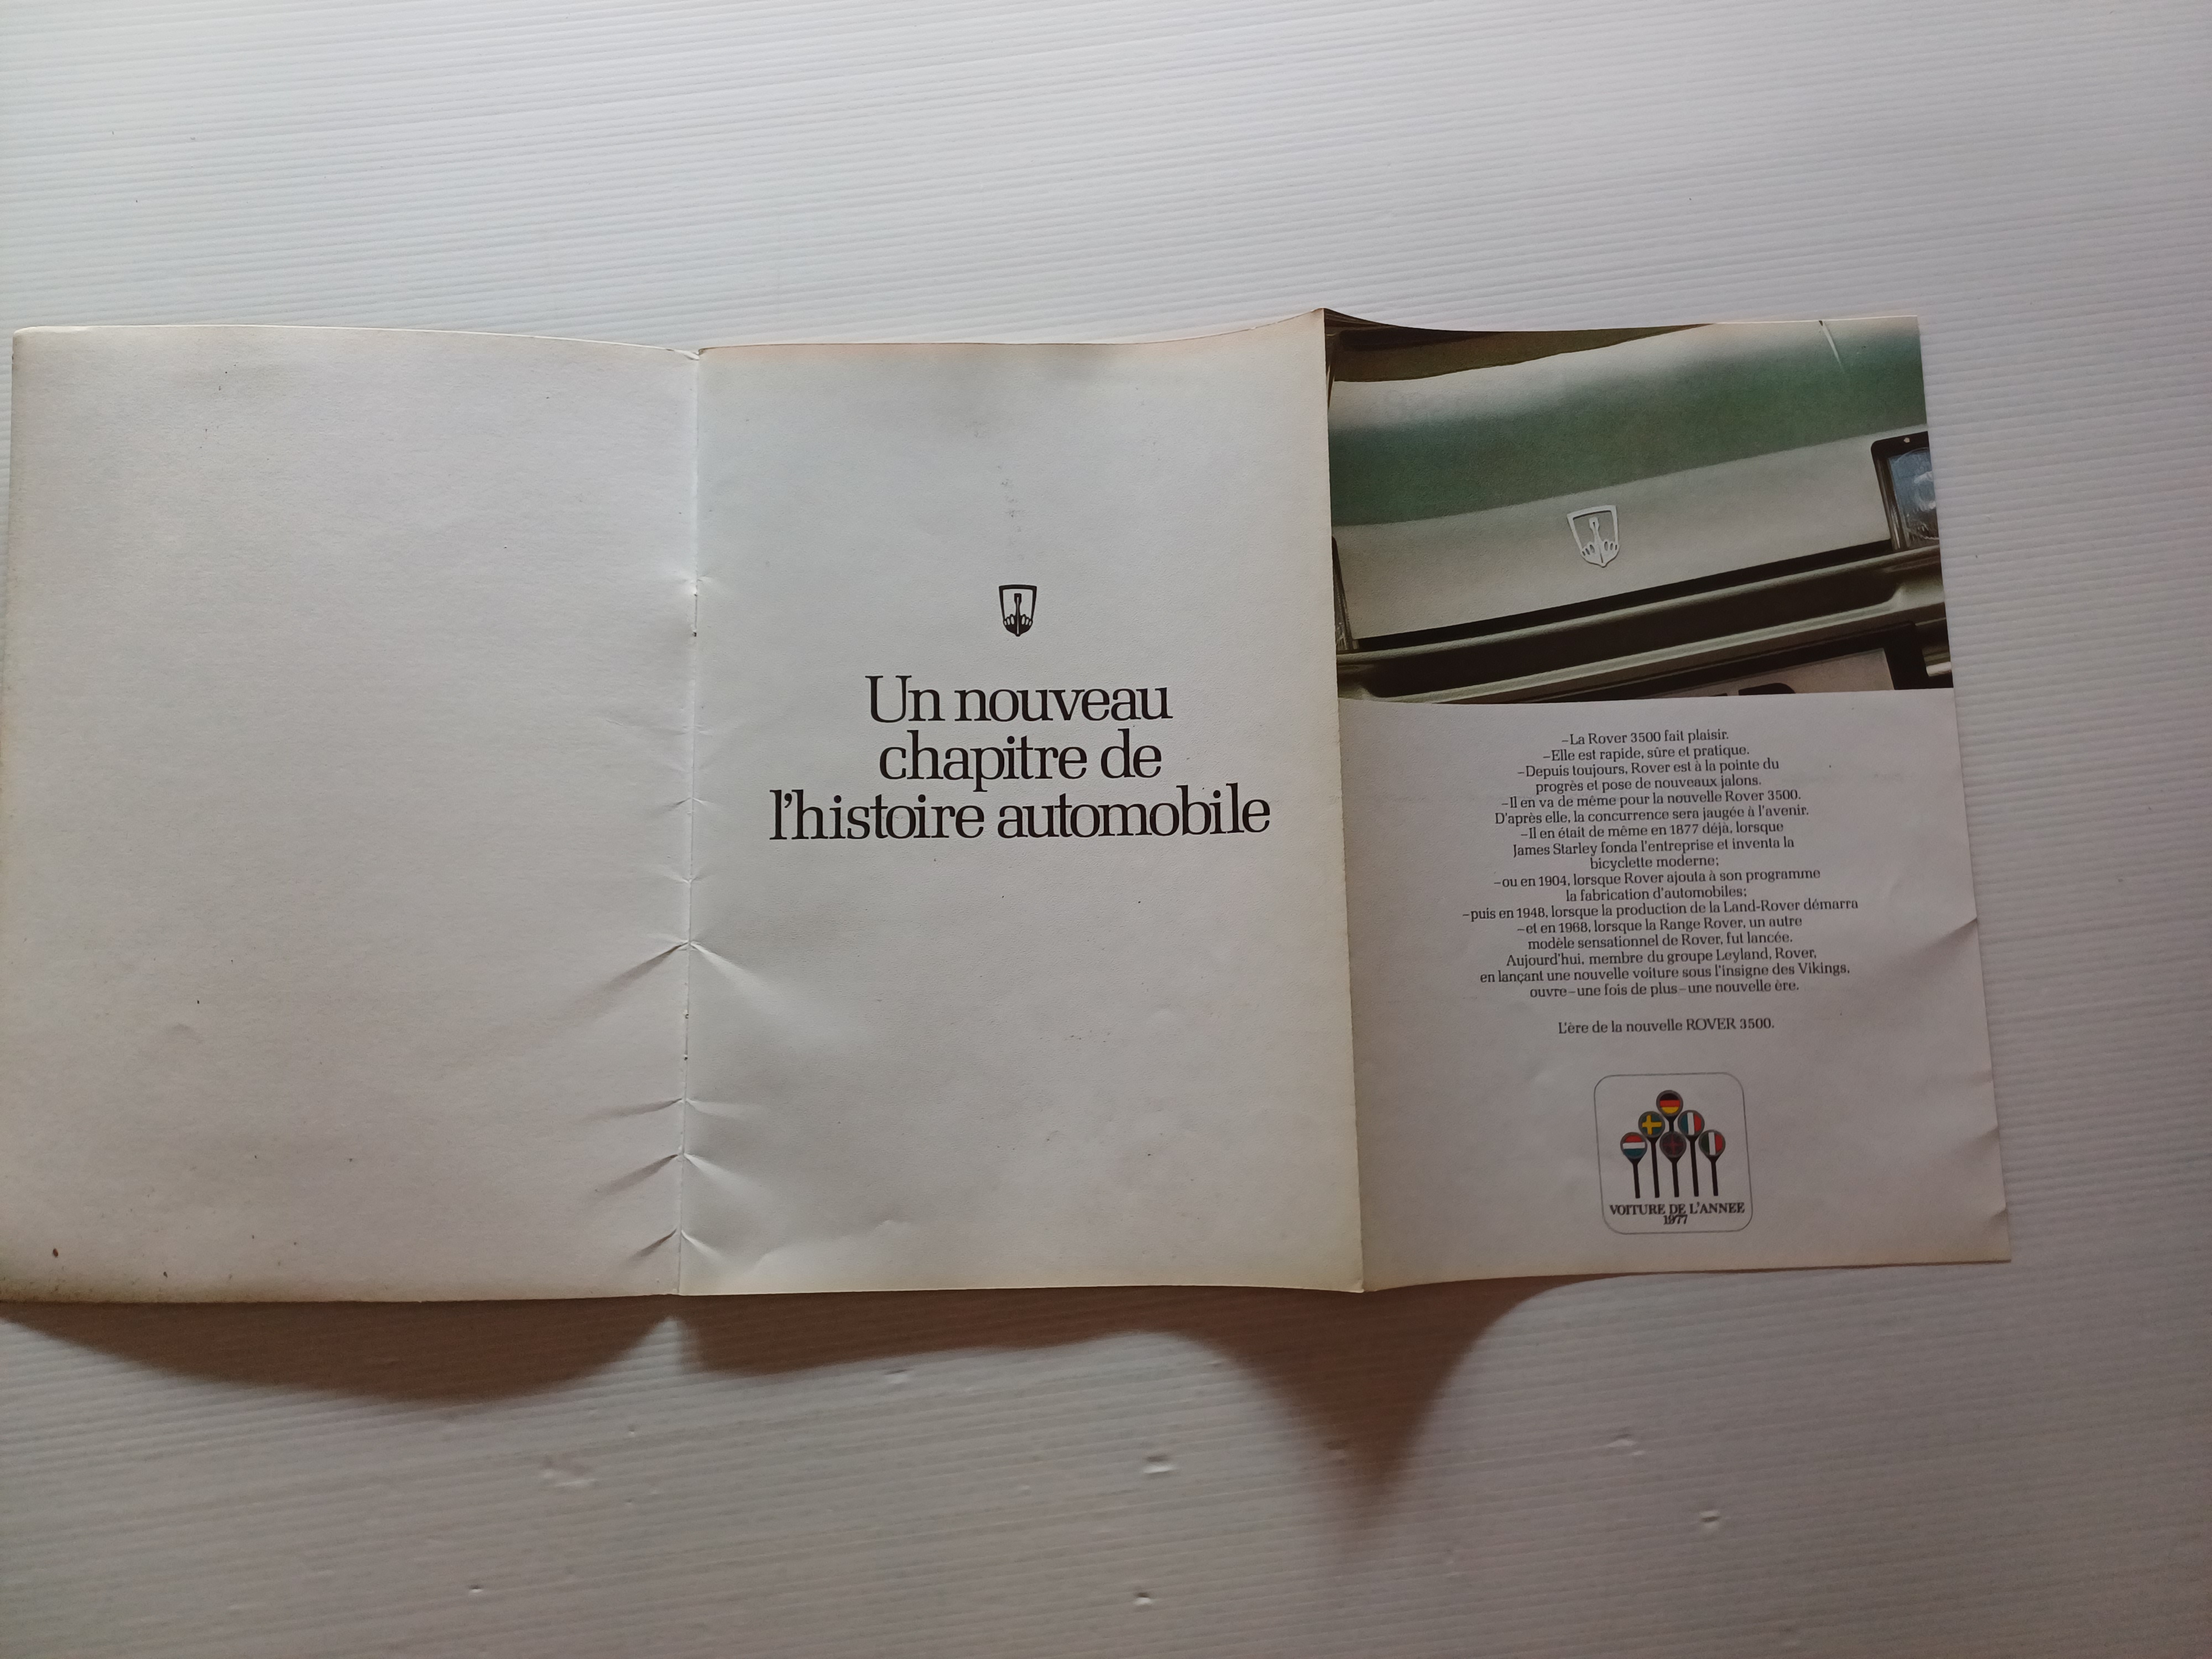 Un nouveau
chapitre de
l'histoire automobile
–La Rover 3500 fait plaisir.
–Elle est rapide, sûre et pratique.
–Depuis toujours, Rover est à la pointe du
progrès et pose de nouveaux jalons.
–Il en va de même pour la nouvelle Rover 3500.
D'après elle, la concurrence sera jaugée à l'avenir.
–Il en était de même en 1877 déjà, lorsque
James Starley fonda l'entreprise et inventa la
bicyclette moderne;
–ou en 1904, lorsque Rover ajouta à son programme
la fabrication d'automobiles;
–puis en 1948, lorsque la production de la Land-Rover démarra
–et en 1968, lorsque la Range Rover, un autre
modèle sensationnel de Rover, fut lancée.
Aujourd'hui, membre du groupe Leyland, Rover,
en lançant une nouvelle voiture sous l'insigne des Vikings,
ouvre–une fois de plus–une nouvelle ère.
L'ère de la nouvelle ROVER 3500.
VOITURE DE L'ANNEE
1977